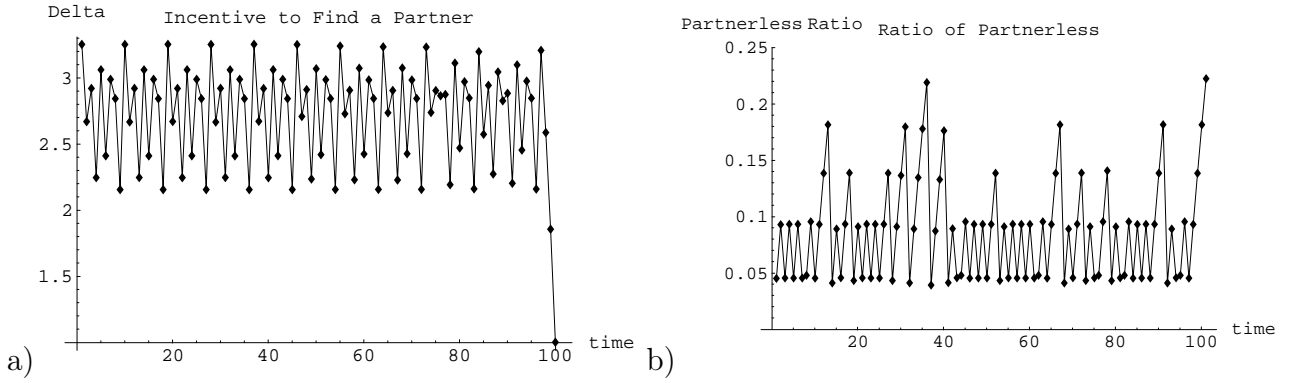 Delta
Incentive to Find a Partner
3
2.5
2
1.5
20 40 60 80 100
time
a)
Partnerless Ratio
Ratio of Partnerless
0.25
0.2
0.15
0.1
0.05
20 40 60 80 100
time
b)